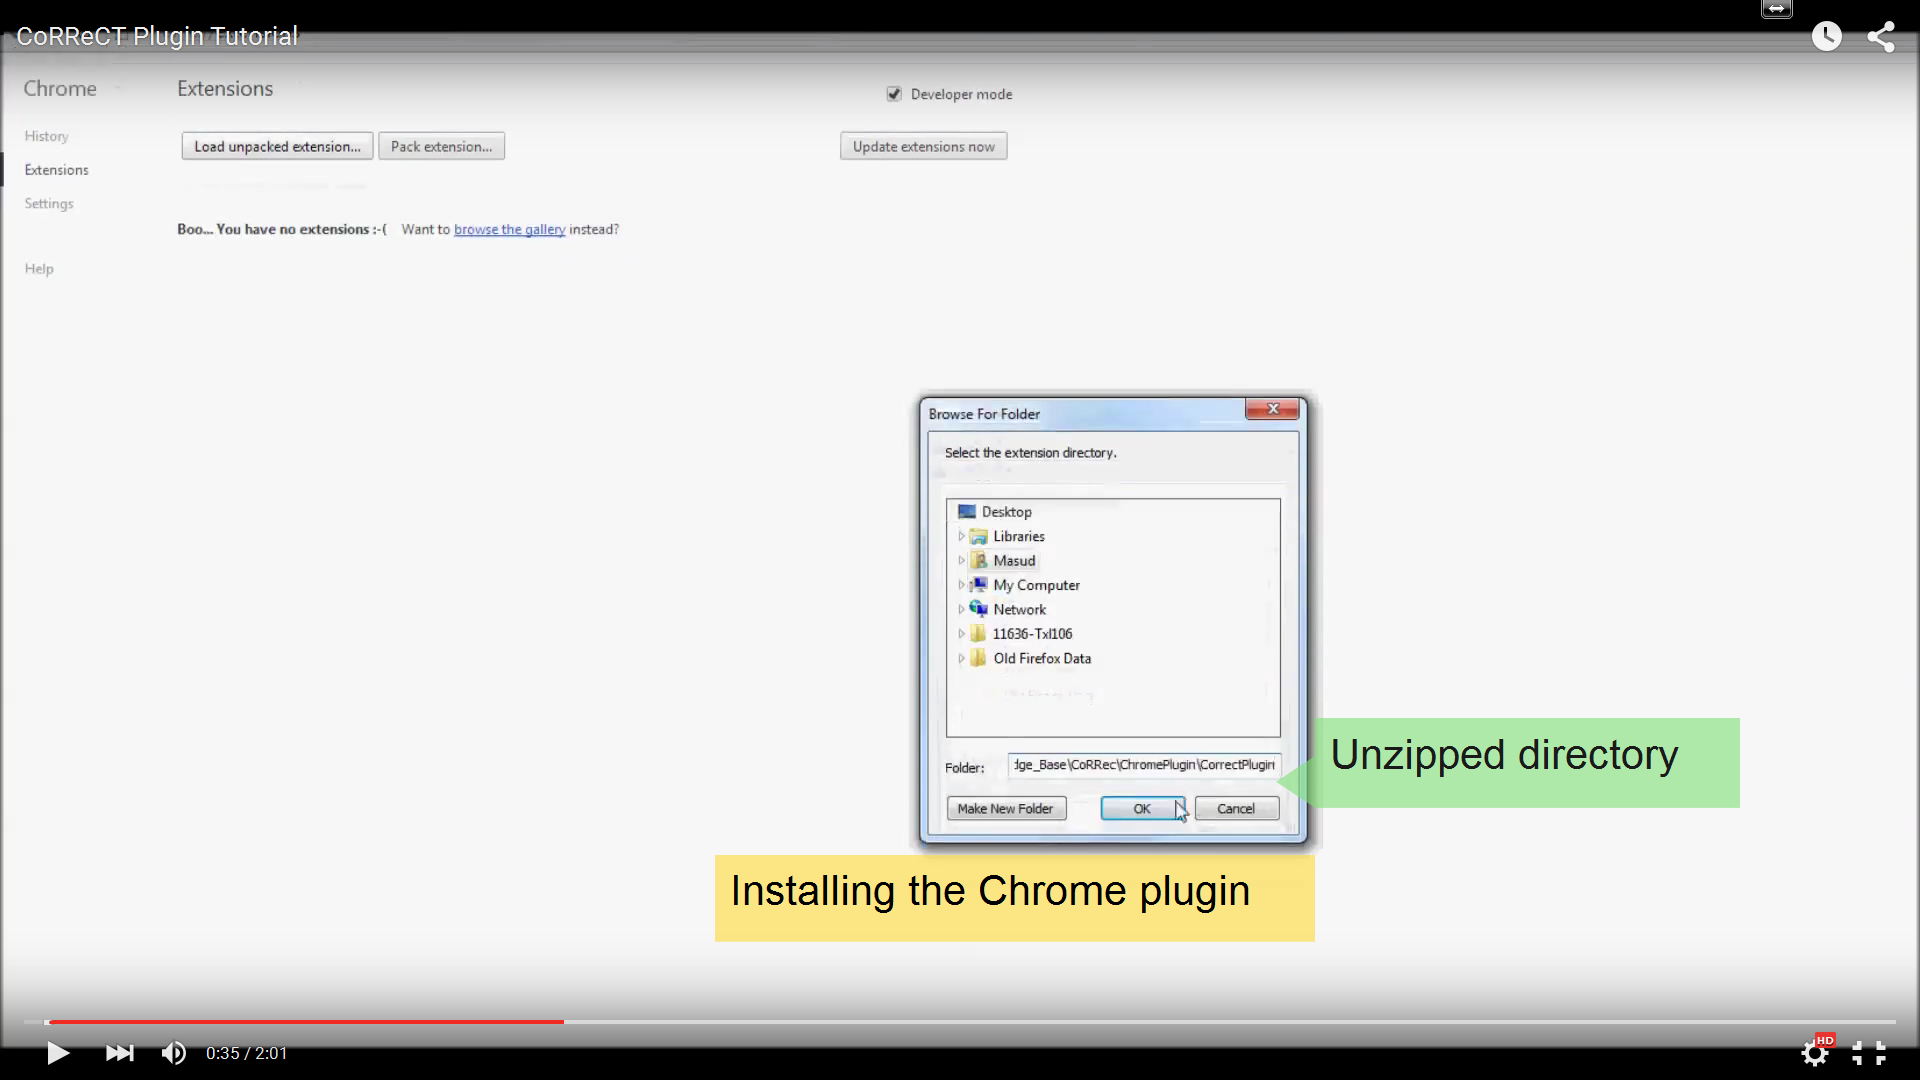 CoRReCT Plugin Tutorial
Chrome
Extensions
Developer mode
History
Extensions
Settings
Help
Load unpacked extension...
Pack extension...
Update extensions now
Boo... You have no extensions :-( Want to browse the gallery instead?
Browse For Folder
Select the extension directory.
Desktop
Libraries
Masud
My Computer
Network
11636-Txl106
Old Firefox Data
Folder:
dge_Base\CoRRec\ChromePlugin\CorrectPlugin
Make New Folder
OK
Cancel
Unzipped directory
Installing the Chrome plugin
0:35 / 2:01
HD